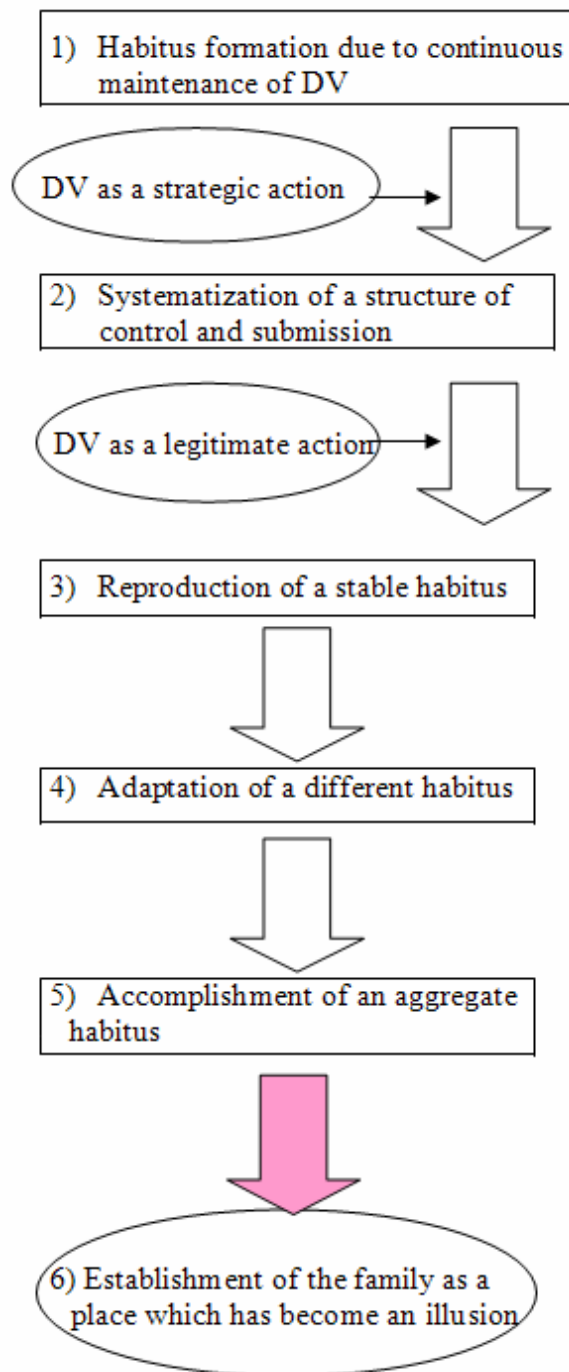 1) Habitus formation due to continuous
maintenance of DV
DV as a strategic action
2) Systematization of a structure of
control and submission
DV as a legitimate action
3) Reproduction of a stable habitus
4) Adaptation of a different habitus
5) Accomplishment of an aggregate
habitus
6) Establishment of the family as a
place which has become an illusion